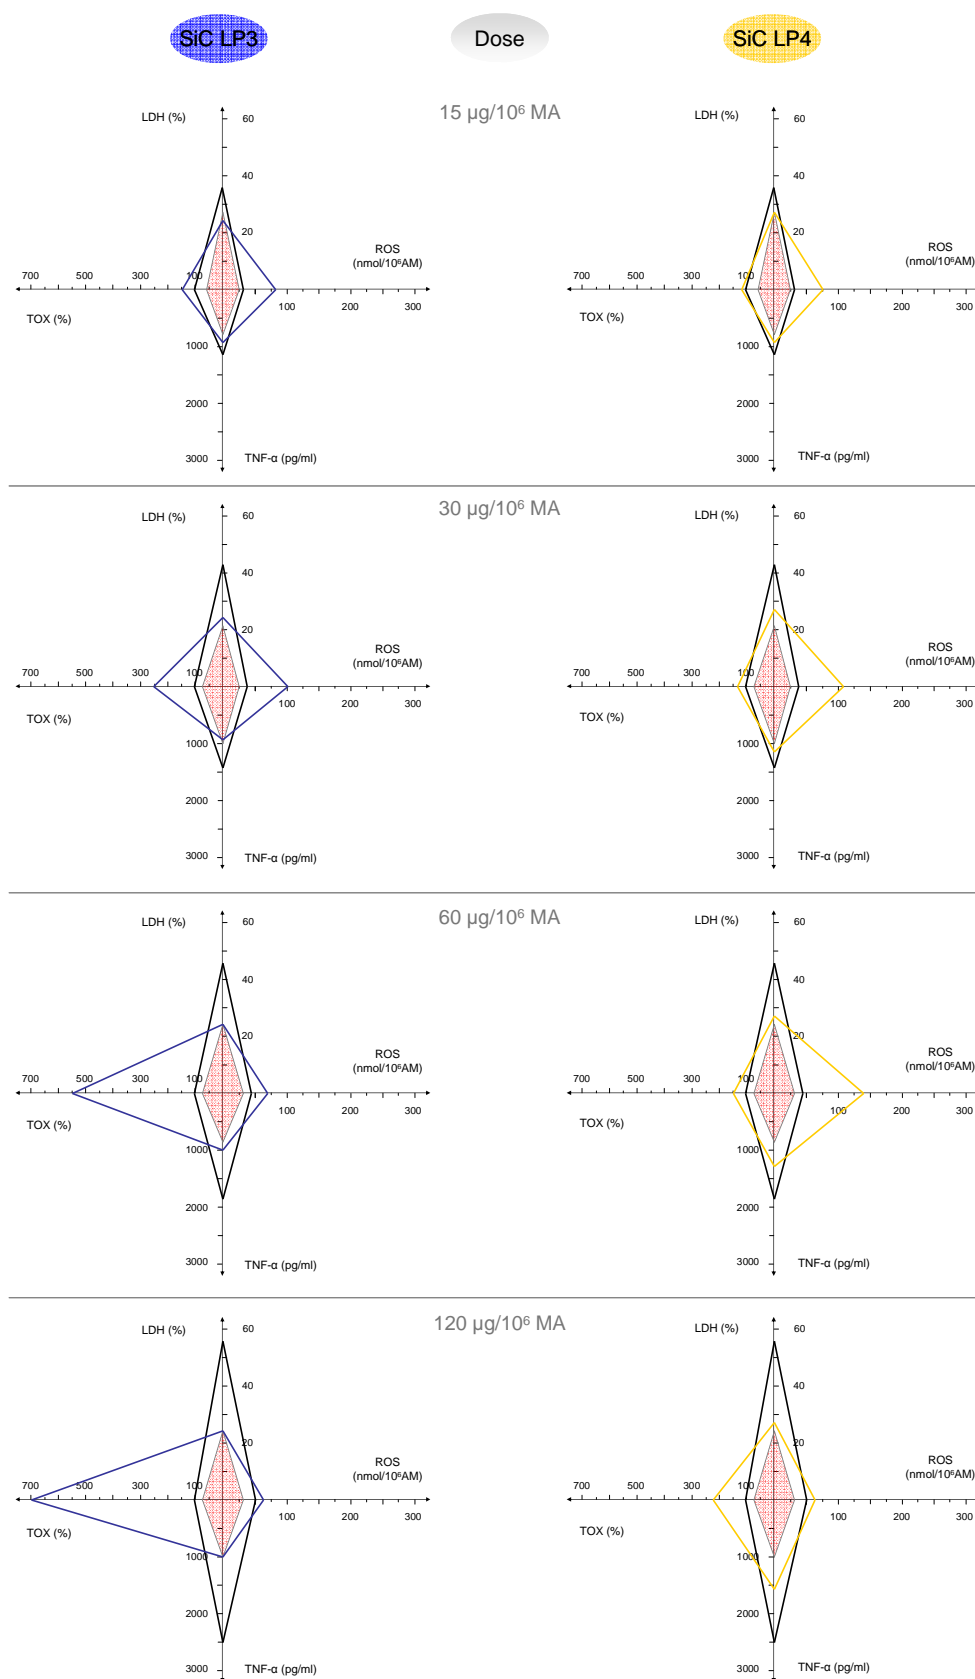 SiC LP3 Dose SiC LP4
15 µg/10⁶ MA
LDH (%) 60 LDH (%) 60
40 40
20 20
ROS ROS
(nmol/10⁶AM) (nmol/10⁶AM)
700 500 300 100 700 500 300 100
100 200 300 100 200 300
TOX (%) TOX (%)
1000 1000
2000 2000
3000 TNF-α (pg/ml) 3000 TNF-α (pg/ml)
30 µg/10⁶ MA
LDH (%) 60 LDH (%) 60
40 40
20 20
ROS ROS
(nmol/10⁶AM) (nmol/10⁶AM)
700 500 300 100 700 500 300 100
100 200 300 100 200 300
TOX (%) TOX (%)
1000 1000
2000 2000
3000 TNF-α (pg/ml) 3000 TNF-α (pg/ml)
60 µg/10⁶ MA
LDH (%) 60 LDH (%) 60
40 40
20 20
ROS ROS
(nmol/10⁶AM) (nmol/10⁶AM)
700 500 300 100 700 500 300 100
100 200 300 100 200 300
TOX (%) TOX (%)
1000 1000
2000 2000
3000 TNF-α (pg/ml) 3000 TNF-α (pg/ml)
120 µg/10⁶ MA
LDH (%) 60 LDH (%) 60
40 40
20 20
ROS ROS
(nmol/10⁶AM) (nmol/10⁶AM)
700 500 300 100 700 500 300 100
100 200 300 100 200 300
TOX (%) TOX (%)
1000 1000
2000 2000
3000 TNF-α (pg/ml) 3000 TNF-α (pg/ml)